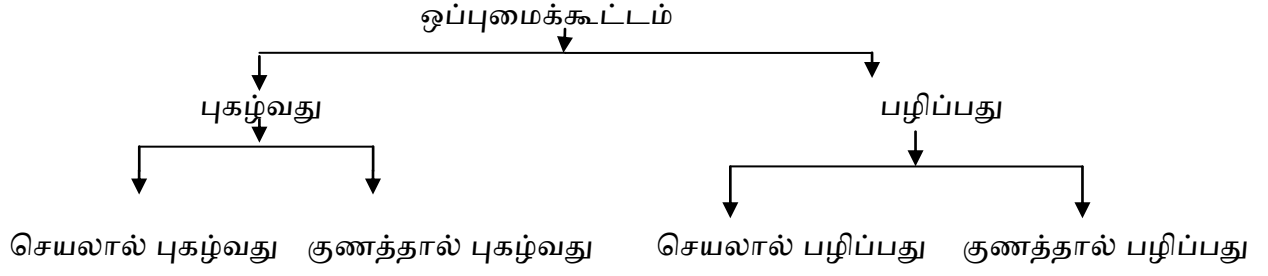 ஒப்புமைக்கூட்டம்
புகழ்வது பழிப்பது
செயலால் புகழ்வது குணத்தால் புகழ்வது செயலால் பழிப்பது குணத்தால் பழிப்பது